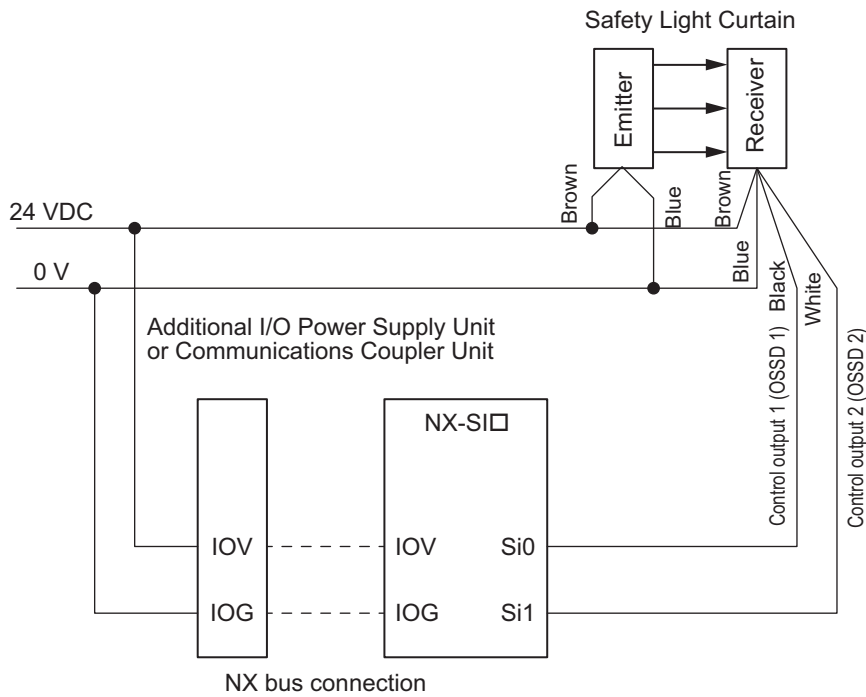 Safety Light Curtain
Emitter
Receiver
Brown
Blue
Brown
24 VDC
0 V
Blue
Black
White
Additional I/O Power Supply Unit
or Communications Coupler Unit
Control output 1 (OSSD 1)
Control output 2 (OSSD 2)
NX-SI□
IOV
IOV
Si0
IOG
IOG
Si1
NX bus connection